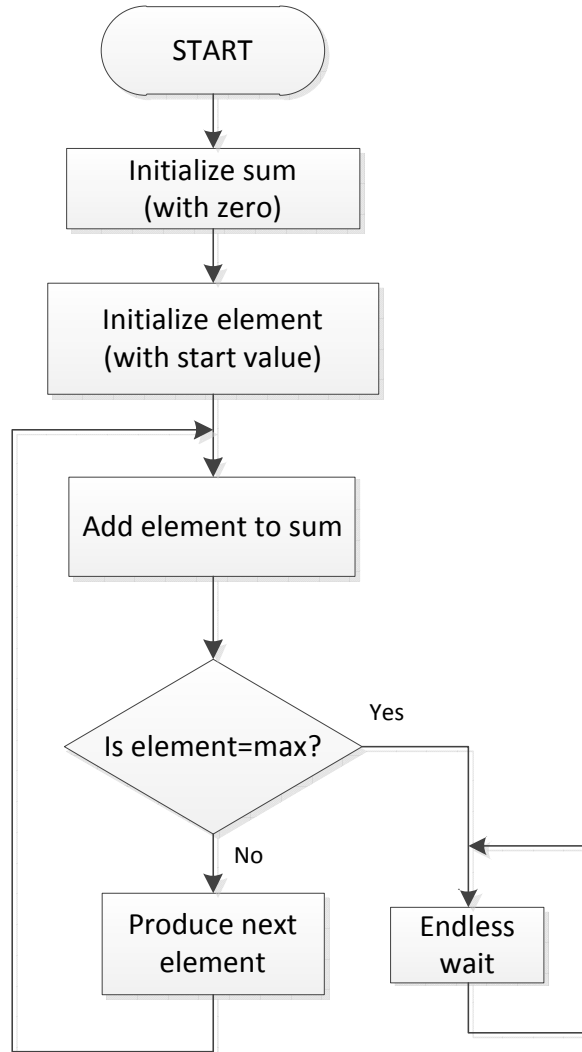 START
Initialize sum
(with zero)
Initialize element
(with start value)
Add element to sum
Is element=max?
Yes
No
Produce next
element
Endless
wait